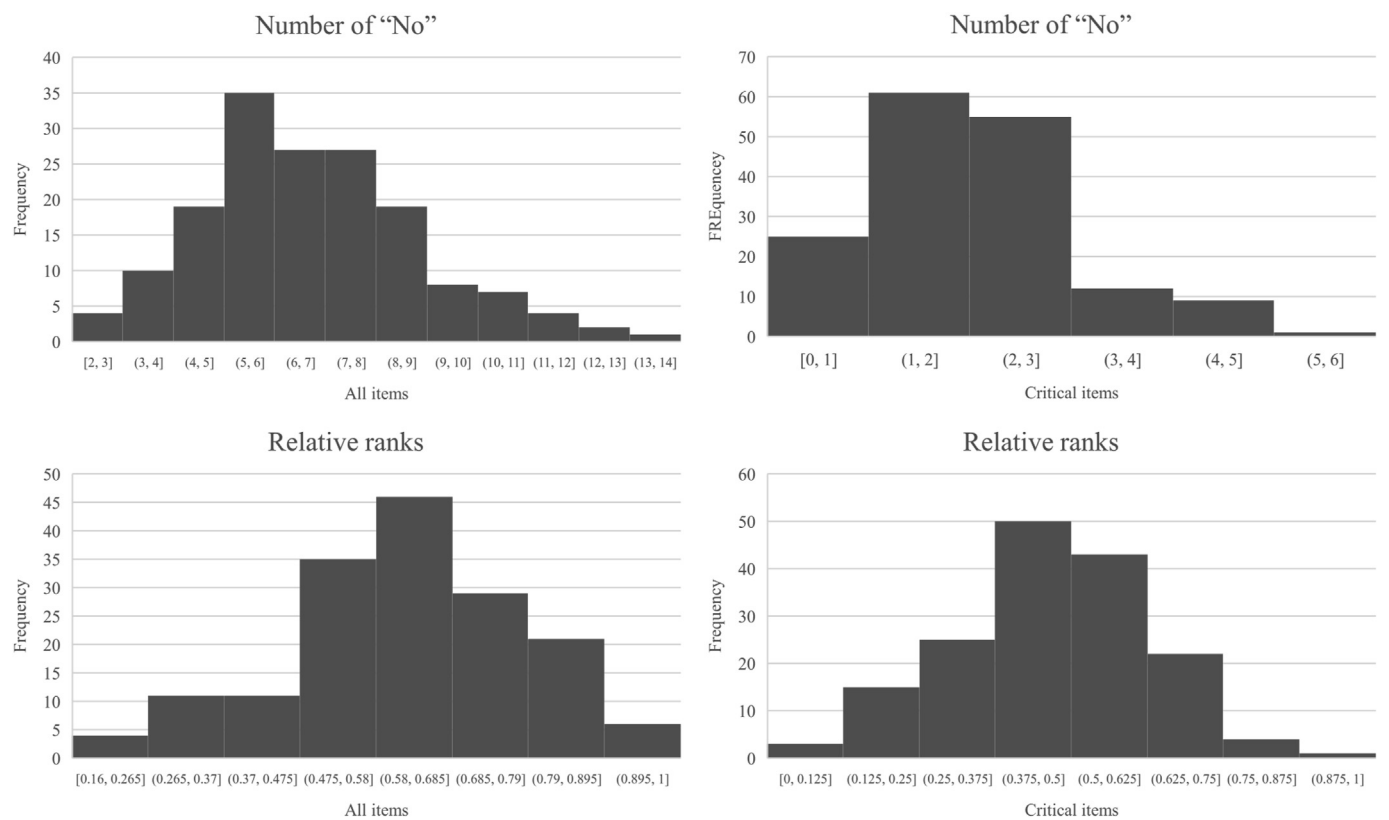 Number of “No”
40
35
30
25
20
15
10
5
0
Frequency
[2, 3] (3, 4] (4, 5] (5, 6] (6, 7] (7, 8] (8, 9] (9, 10] (10, 11] (11, 12] (12, 13] (13, 14]
All items
Number of “No”
70
60
50
40
30
20
10
0
FREquencey
[0, 1] (1, 2] (2, 3] (3, 4] (4, 5] (5, 6]
Critical items
Relative ranks
50
45
40
35
30
25
20
15
10
5
0
Frequency
[0.16, 0.265] (0.265, 0.37] (0.37, 0.475] (0.475, 0.58] (0.58, 0.685] (0.685, 0.79] (0.79, 0.895] (0.895, 1]
All items
Relative ranks
60
50
40
30
20
10
0
Frequency
[0, 0.125] (0.125, 0.25] (0.25, 0.375] (0.375, 0.5] (0.5, 0.625] (0.625, 0.75] (0.75, 0.875] (0.875, 1]
Critical items